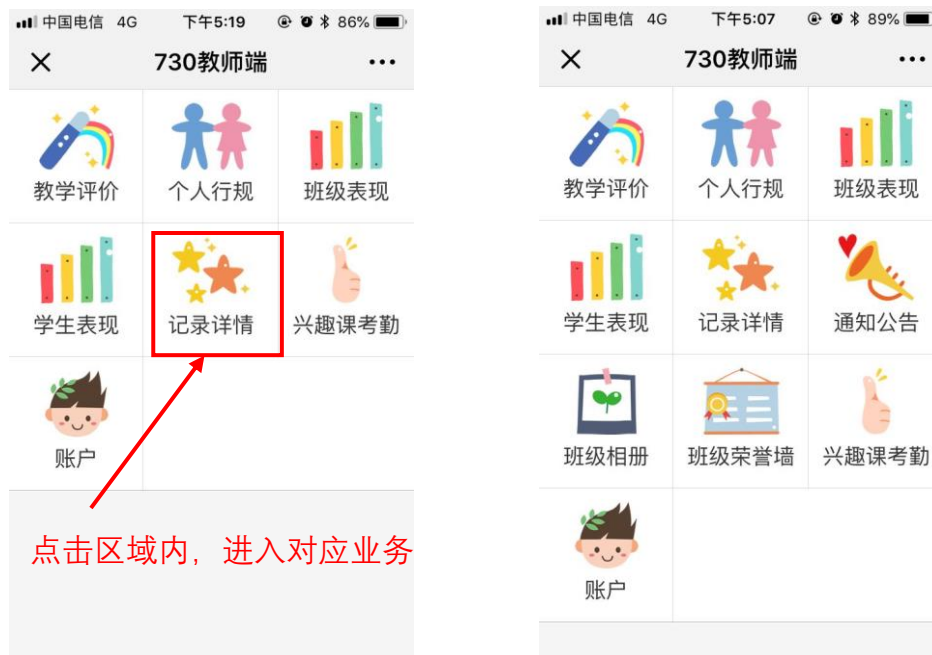 中国电信 4G 下午5:19 86%
730教师端
教学评价 个人行规 班级表现
学生表现 记录详情 兴趣课考勤
账户
点击区域内，进入对应业务
中国电信 4G 下午5:07 89%
730教师端
教学评价 个人行规 班级表现
学生表现 记录详情 通知公告
班级相册 班级荣誉墙 兴趣课考勤
账户